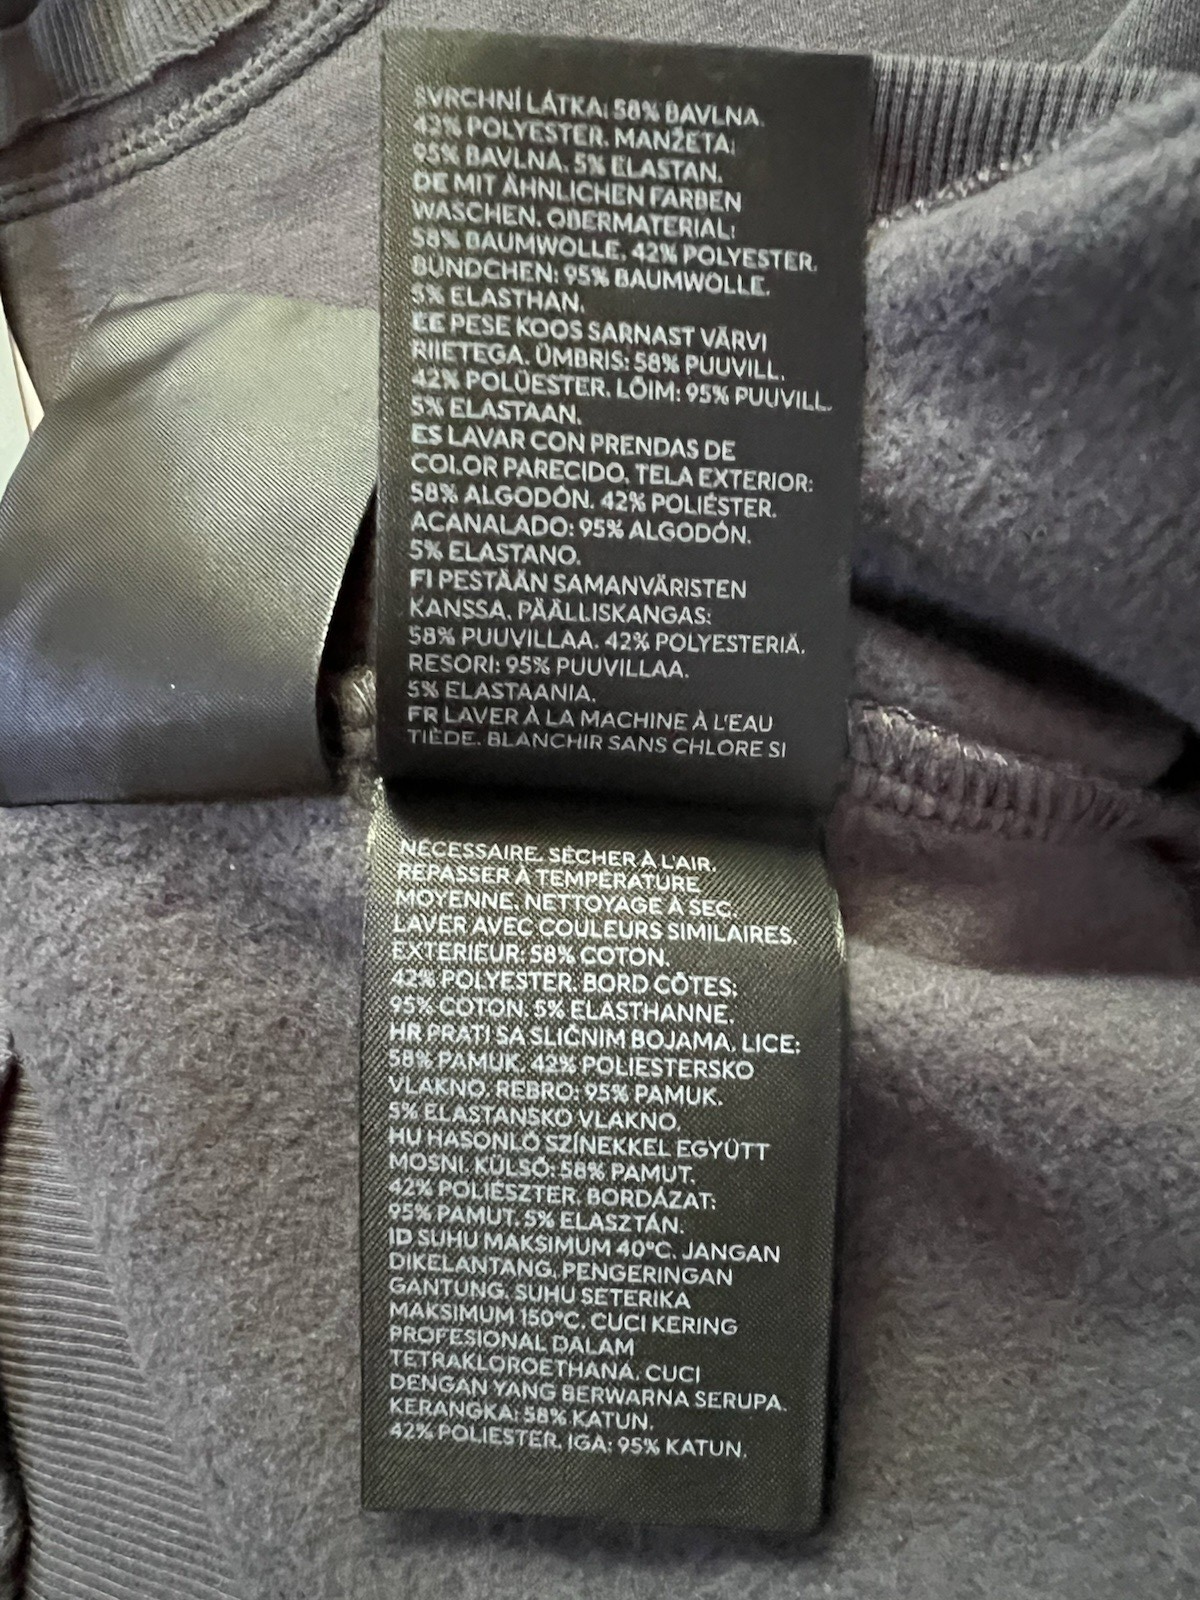 SVRCHNÍ LÁTKA: 58% BAVLNA.
42% POLYESTER. MANŽETA:
95% BAVLNA. 5% ELASTAN.
DE MIT ÄHNLICHEN FARBEN
WASCHEN. OBERMATERIAL:
58% BAUMWOLLE. 42% POLYESTER.
BÜNDCHEN: 95% BAUMWOLLE.
5% ELASTHAN.
EE PESE KOOS SARNAST VÄRVI
RIIETEGA. ÜMBRIS: 58% PUUVILL.
42% POLÜESTER. LÕIM: 95% PUUVILL.
5% ELASTAAN.
ES LAVAR CON PRENDAS DE
COLOR PARECIDO. TELA EXTERIOR:
58% ALGODÓN. 42% POLIÉSTER.
ACANALADO: 95% ALGODÓN.
5% ELASTANO.
FI PESTÄÄN SAMANVÄRISTEN
KANSSA. PÄÄLLISKANGAS:
58% PUUVILLAA. 42% POLYESTERIÄ.
RESORI: 95% PUUVILLAA.
5% ELASTAANIA.
FR LAVER À LA MACHINE À L'EAU
TIÈDE. BLANCHIR SANS CHLORE SI
NÉCESSAIRE. SÉCHER À L'AIR.
REPASSER À TEMPÉRATURE
MOYENNE. NETTOYAGE À SEC.
LAVER AVEC COULEURS SIMILAIRES.
EXTÉRIEUR: 58% COTON.
42% POLYESTER. BORD CÔTES:
95% COTON. 5% ELASTHANNE.
HR PRATI SA SLIČNIM BOJAMA. LICE:
58% PAMUK. 42% POLIESTERSKO
VLAKNO. REBRO: 95% PAMUK.
5% ELASTANSKO VLAKNO.
HU HASONLÓ SZÍNEKKEL EGYÜTT
MOSNI. KÜLSŐ: 58% PAMUT.
42% POLIÉSZTER. BORDÁZAT:
95% PAMUT. 5% ELASZTÁN.
ID SUHU MAKSIMUM 40°C. JANGAN
DIKELANTANG. PENGERINGAN
GANTUNG. SUHU SETERIKA
MAKSIMUM 150°C. CUCI KERING
PROFESIONAL DALAM
TETRAKLOROETHANA. CUCI
DENGAN YANG BERWARNA SERUPA.
KERANGKA: 58% KATUN.
42% POLIESTER. IGA: 95% KATUN.